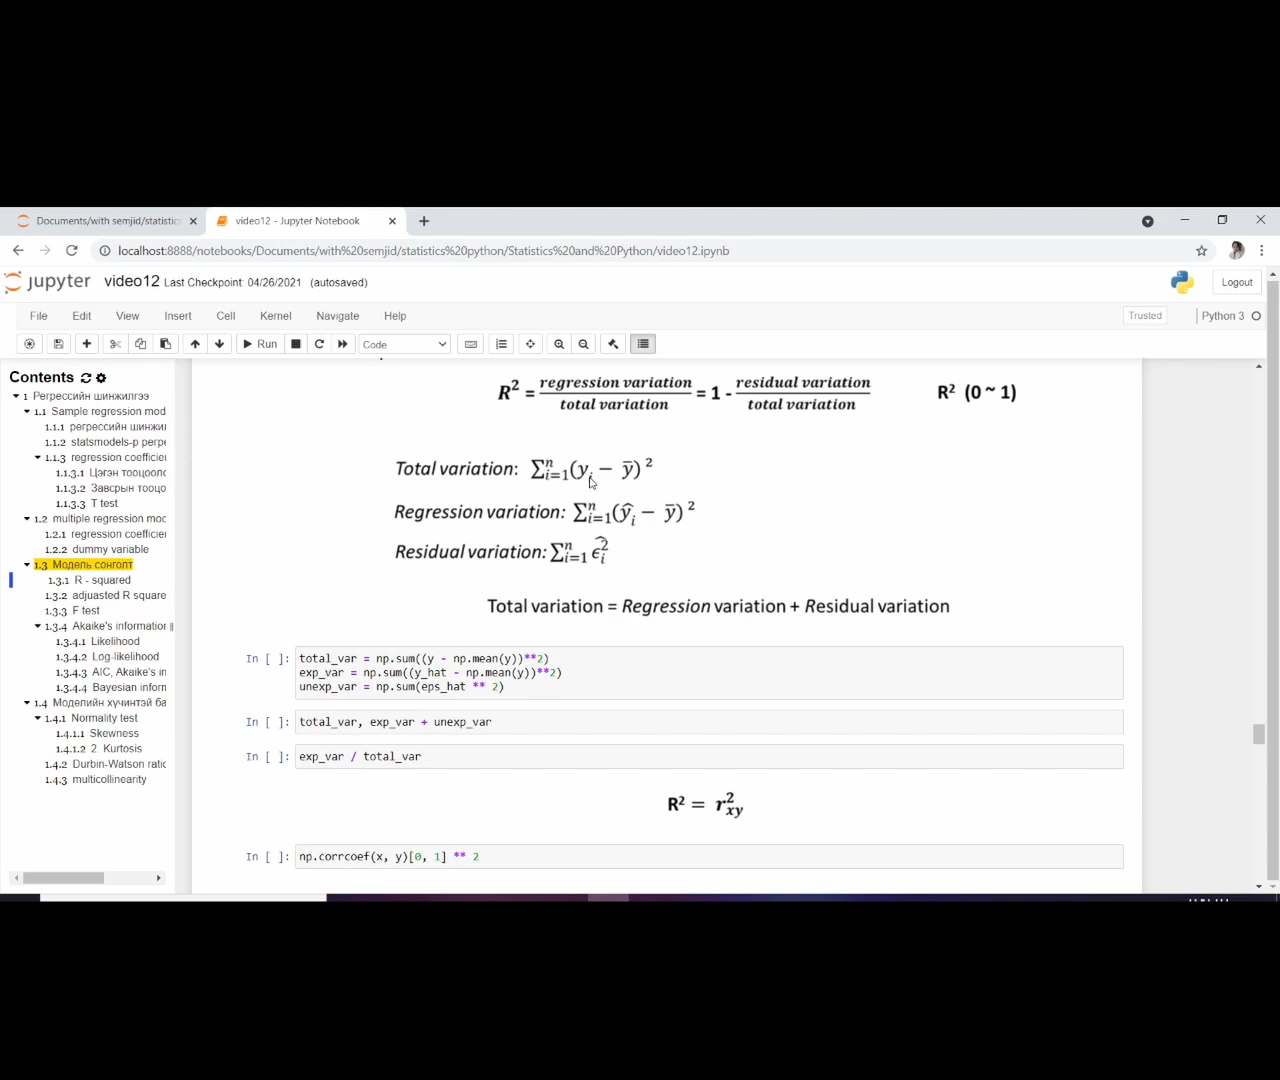 Documents/with semjid/statistic
video12 - Jupyter Notebook
localhost:8888/notebooks/Documents/with%20semjid/statistics%20python/Statistics%20and%20Python/video12.ipynb
jupyter video12 Last Checkpoint: 04/26/2021 (autosaved)
Logout
File Edit View Insert Cell Kernel Navigate Help
Trusted
Python 3
Run
Code
Contents
1 Регрессийн шинжилгээ
1.1 Sample regression mod
1.1.1 регрессийн шинжи
1.1.2 statsmodels-р регре
1.1.3 regression coefficier
1.1.3.1 Цэгэн тооцоолс
1.1.3.2 Завсрын тооцо
1.1.3.3 T test
1.2 multiple regression moc
1.2.1 regression coefficier
1.2.2 dummy variable
1.3 Модель сонголт
1.3.1 R - squared
1.3.2 adjuasted R square
1.3.3 F test
1.3.4 Akaike's informatior
1.3.4.1 Likelihood
1.3.4.2 Log-likelihood
1.3.4.3 AIC, Akaike's in
1.3.4.4 Bayesian inforn
1.4 Моделийн хүчинтэй ба
1.4.1 Normality test
1.4.1.1 Skewness
1.4.1.2 2. Kurtosis
1.4.2 Durbin-Watson ratic
1.4.3 multicollinearity
R² = regression variation / total variation = 1 - residual variation / total variation R² (0 ~ 1)
Total variation: ∑ⁿᵢ₌₁(yᵢ − ȳ)²
Regression variation: ∑ⁿᵢ₌₁(ŷᵢ − ȳ)²
Residual variation: ∑ⁿᵢ₌₁ ϵ̂ᵢ²
Total variation = Regression variation + Residual variation
In [ ]: total_var = np.sum((y - np.mean(y))**2)
exp_var = np.sum((y_hat - np.mean(y))**2)
unexp_var = np.sum(eps_hat ** 2)
In [ ]: total_var, exp_var + unexp_var
In [ ]: exp_var / total_var
R² = r²xy
In [ ]: np.corrcoef(x, y)[0, 1] ** 2